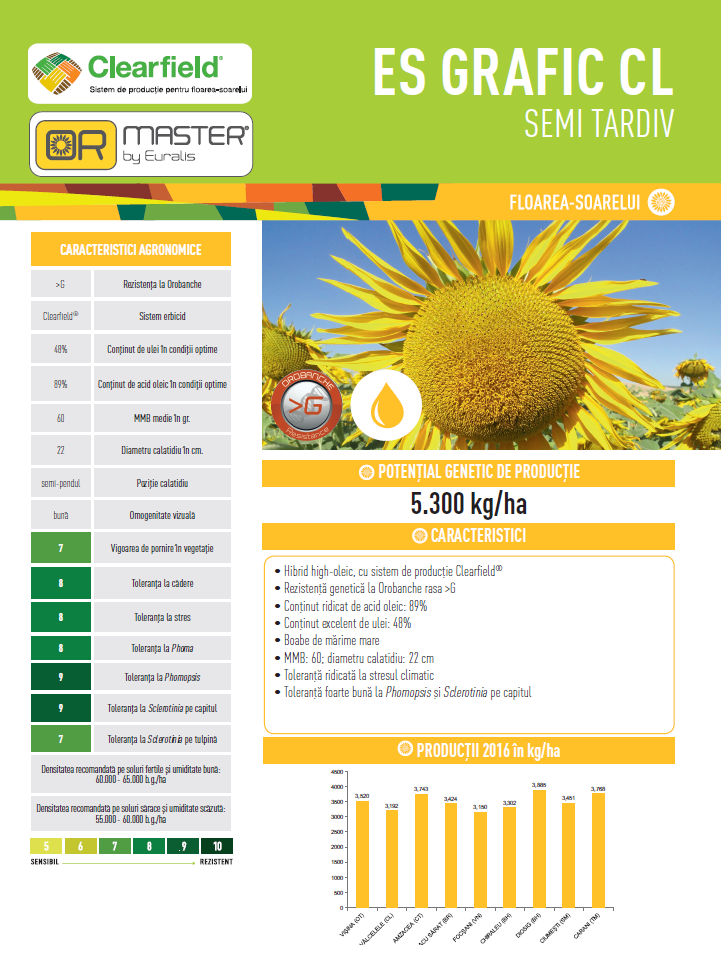 Clearfield®
Sistem de producție pentru floarea-soarelui
OR MASTER®
by Euralis
ES GRAFIC CL
SEMI TARDIV
FLOAREA-SOARELUI
CARACTERISTICI AGRONOMICE
>G Rezistența la Orobanche
Clearfield® Sistem erbicid
48% Conținut de ulei în condiții optime
89% Conținut de acid oleic în condiții optime
60 MMB medie în gr.
22 Diametru calatidiu în cm.
semi-pendul Poziție calatidiu
bună Omogenitate vizuală
7 Vigoarea de pornire în vegetație
8 Toleranța la cădere
8 Toleranța la stres
8 Toleranța la Phoma
9 Toleranța la Phomopsis
9 Toleranța la Sclerotinia pe capitul
7 Toleranța la Sclerotinia pe tulpină
Densitatea recomandată pe soluri fertile și umiditate bună:
60.000 - 65.000 b.g./ha
Densitatea recomandată pe soluri sărace și umiditate scăzută:
55.000 - 60.000 b.g./ha
5 6 7 8 .9 10
SENSIBIL REZISTENT
OROBANCHE
>G
Resistance
POTENȚIAL GENETIC DE PRODUCȚIE
5.300 kg/ha
CARACTERISTICI
• Hibrid high-oleic, cu sistem de producție Clearfield®
• Rezistență genetică la Orobanche rasa >G
• Conținut ridicat de acid oleic: 89%
• Conținut excelent de ulei: 48%
• Boabe de mărime mare
• MMB: 60; diametru calatidiu: 22 cm
• Toleranță ridicată la stresul climatic
• Toleranță foarte bună la Phomopsis și Sclerotinia pe capitul
PRODUCȚII 2016 în kg/ha
4500
4000
3500
3000
2500
2000
1500
1000
500
0
3,520
3,192
3,743
3,424
3,150
3,302
3,885
3,451
3,768
VIȘINA (OT)
VÂLCELELE (CL)
AMZACEA (CT)
ACU SĂRAT (BR)
FOCȘANI (VN)
CHIRALEU (BH)
DIOSIG (BH)
CIUMEȘTI (SM)
CARANI (TM)